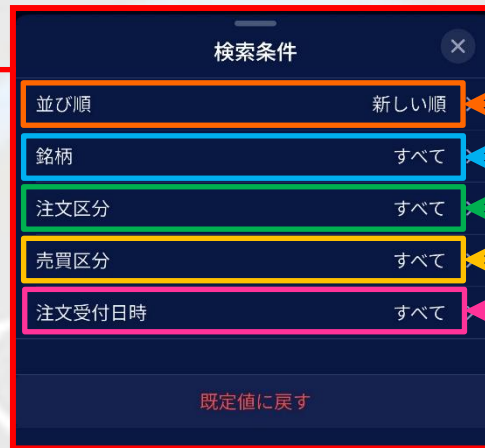 検索条件
並び順 新しい順
銘柄 すべて
注文区分 すべて
売買区分 すべて
注文受付日時 すべて
既定値に戻す